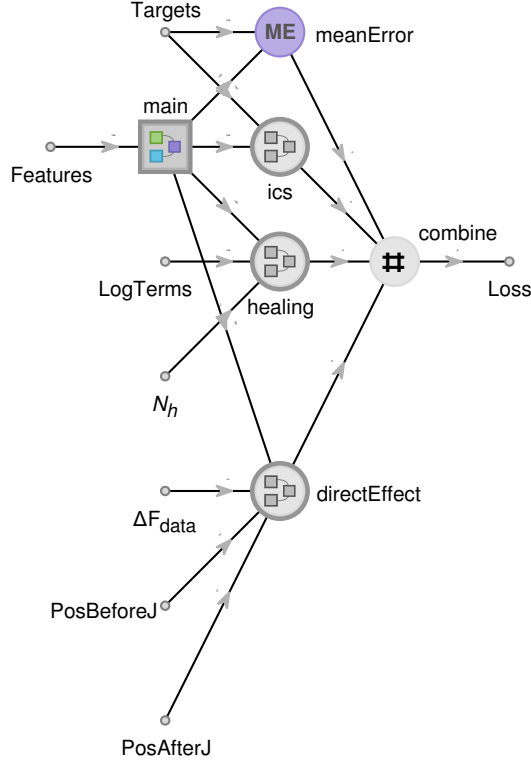 Targets
ME
meanError
main
Features
ics
combine
LogTerms
healing
Loss
N_h
directEffect
ΔF_data
PosBeforeJ
PosAfterJ